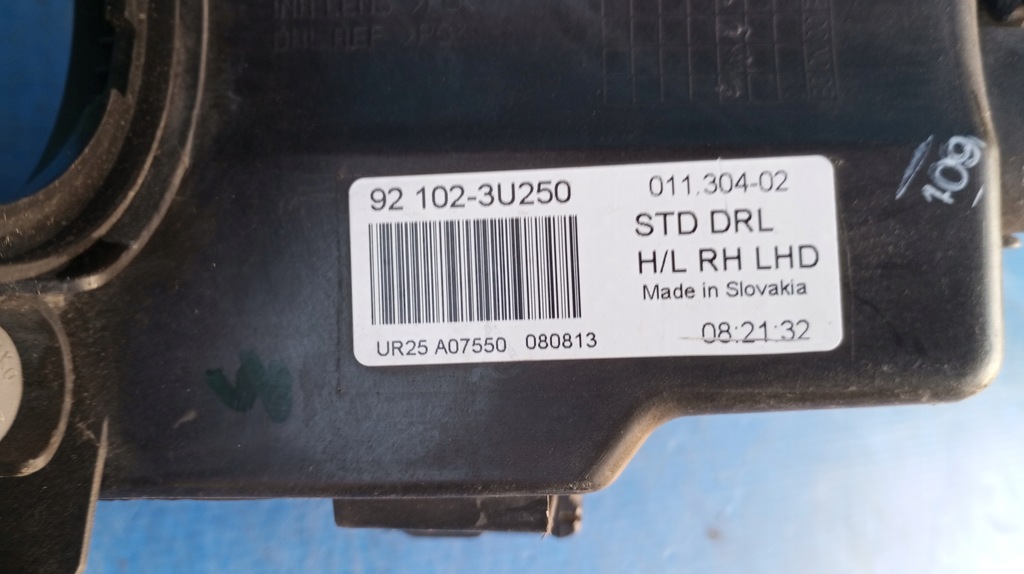 92 102-3U250
011.304-02
STD DRL
H/L RH LHD
Made in Slovakia
UR25 A07550 080813
08:21:32
109